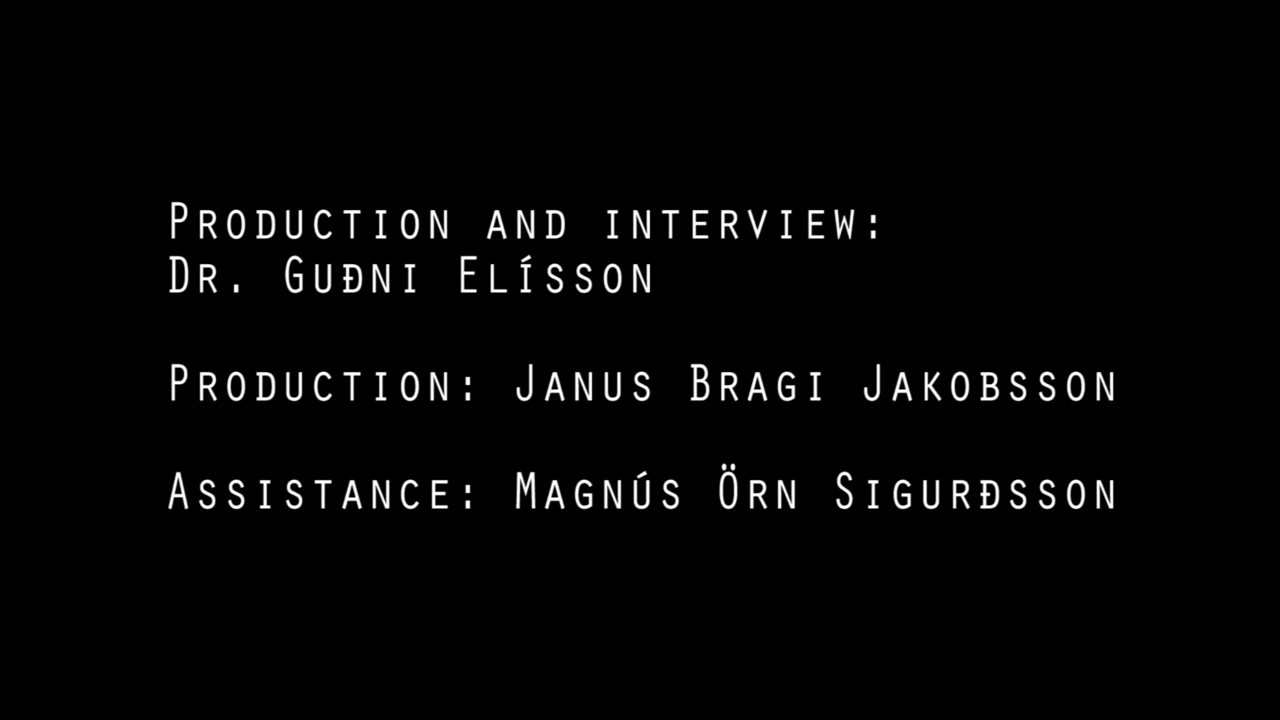 Production and interview:
Dr. Guðni Elísson
Production: Janus Bragi Jakobsson
Assistance: Magnús Örn Sigurðsson